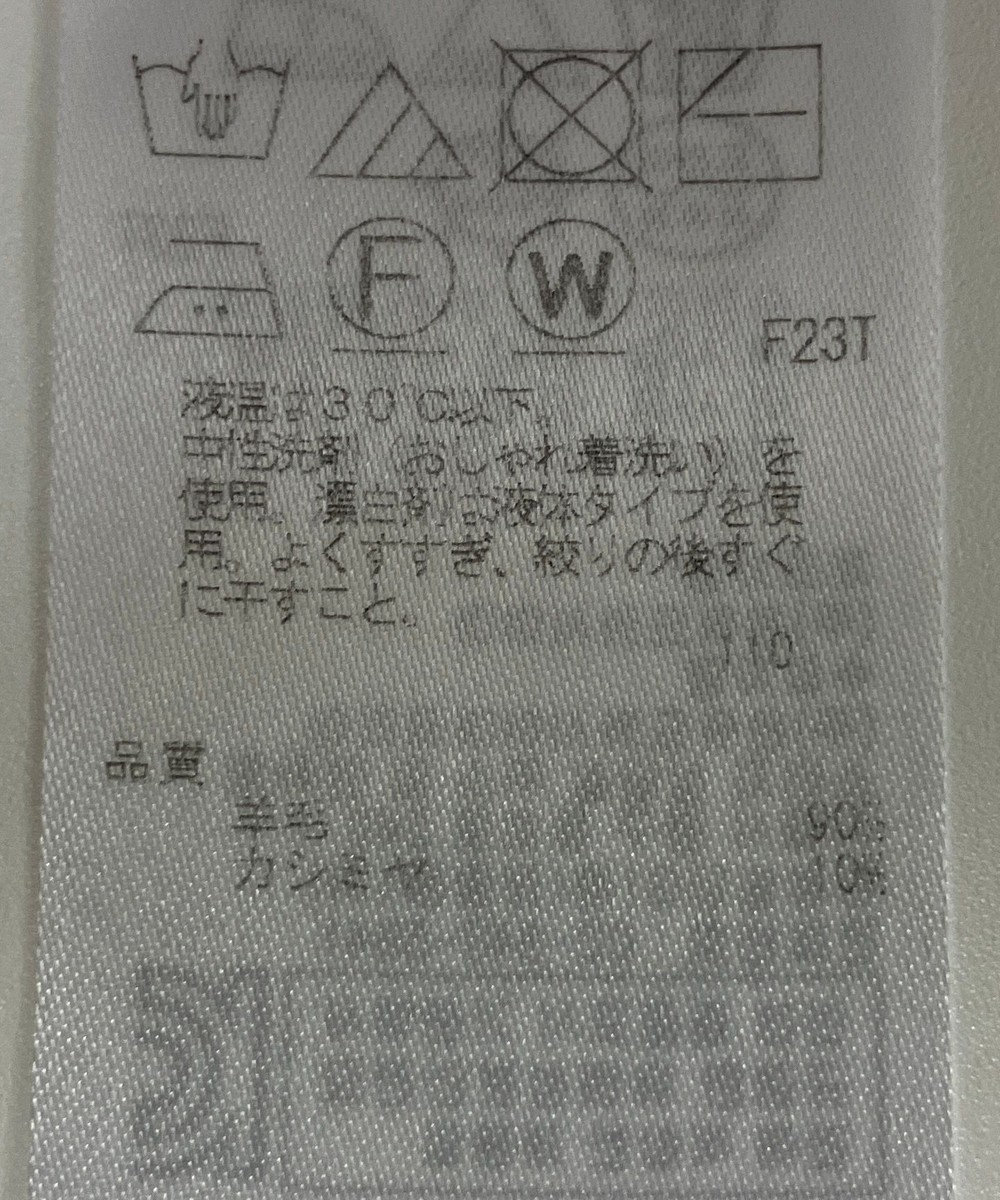 F
W
F23T
液温は30℃以下。
中性洗剤(おしゃれ着洗い)を
使用。漂白剤は液体タイプを使
用。よくすすぎ、絞りの後すぐ
に干すこと。
110
品質
羊毛 90%
カシミヤ 10%